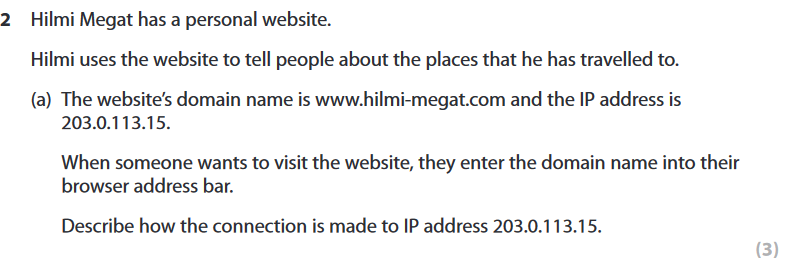 2 Hilmi Megat has a personal website.
Hilmi uses the website to tell people about the places that he has travelled to.
(a) The website's domain name is www.hilmi-megat.com and the IP address is
203.0.113.15.
When someone wants to visit the website, they enter the domain name into their
browser address bar.
Describe how the connection is made to IP address 203.0.113.15.
(3)